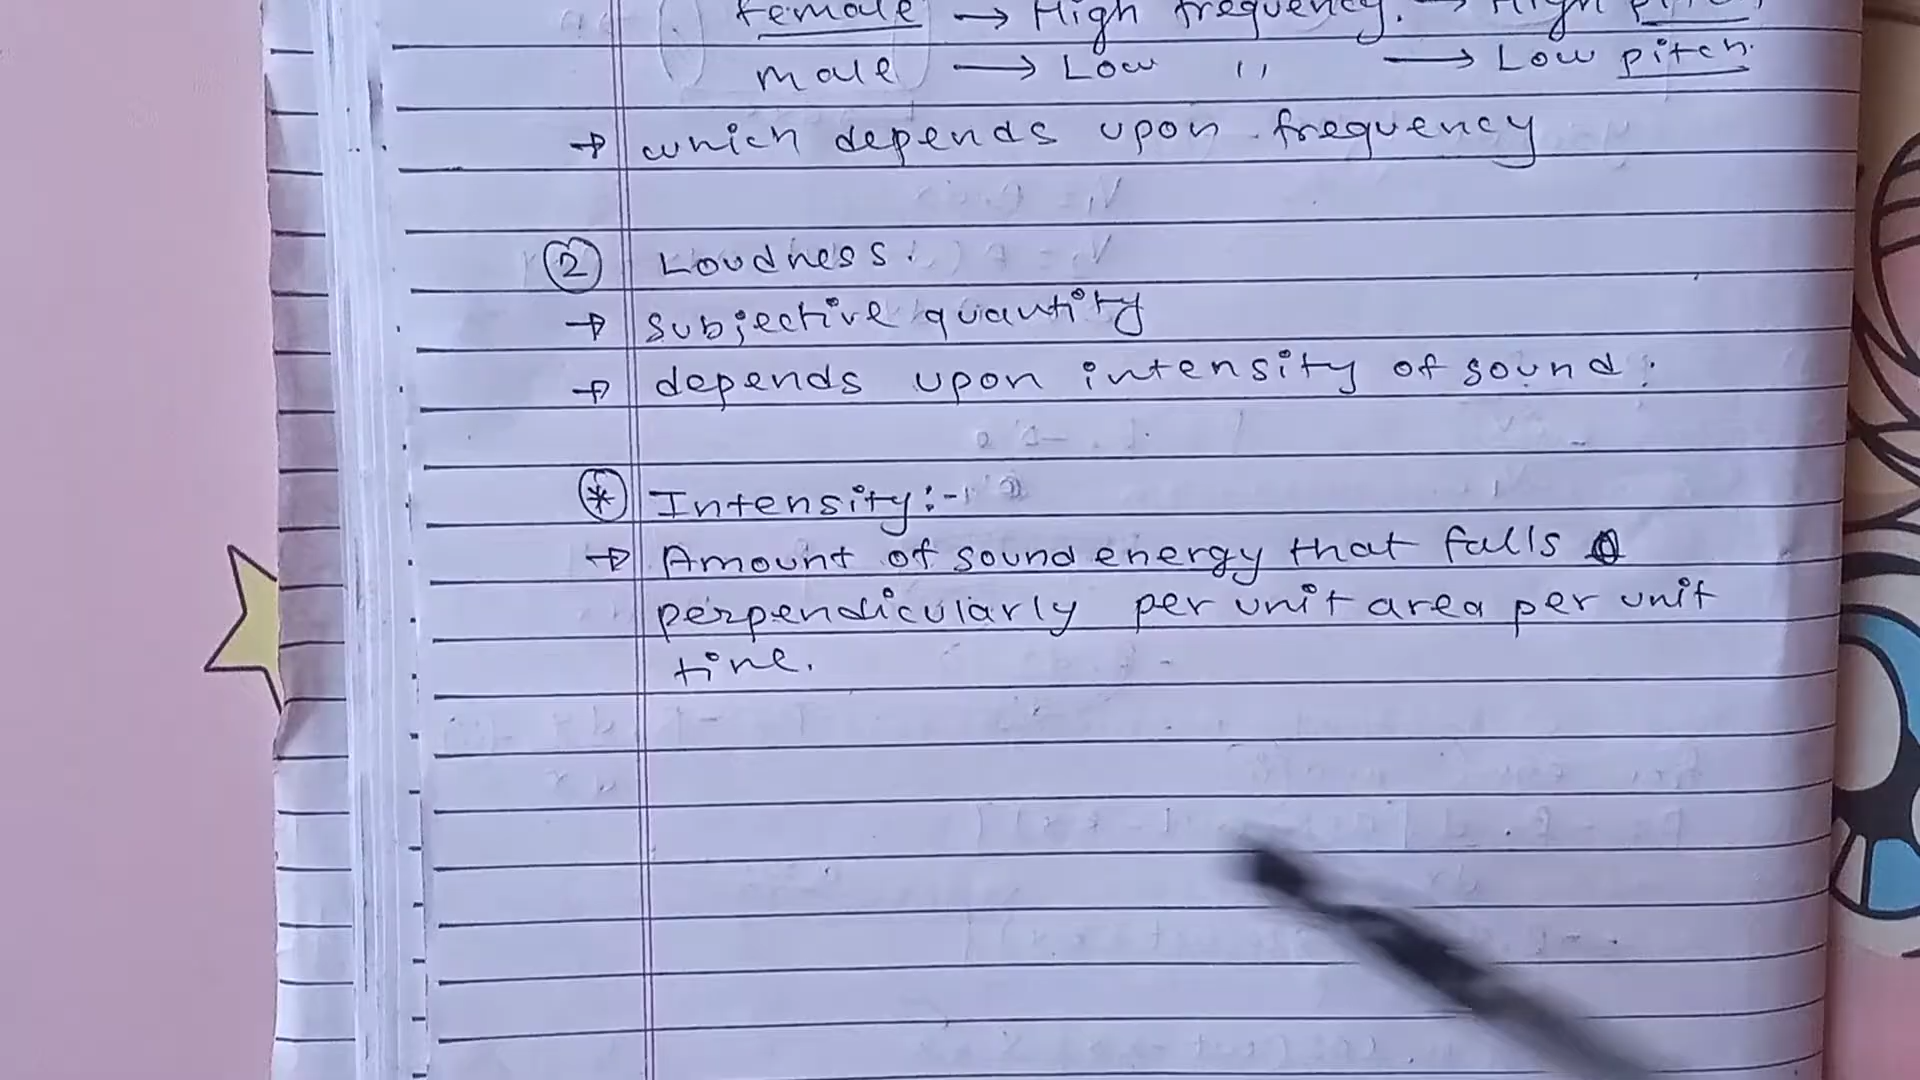 female → High frequency. → High pitch
male → Low ,, → Low pitch.
→ which depends upon frequency
② Loudness.
→ subjective quantity
→ depends upon intensity of sound.
⊛ Intensity:-
→ Amount of sound energy that falls
perpendicularly per unit area per unit
time.